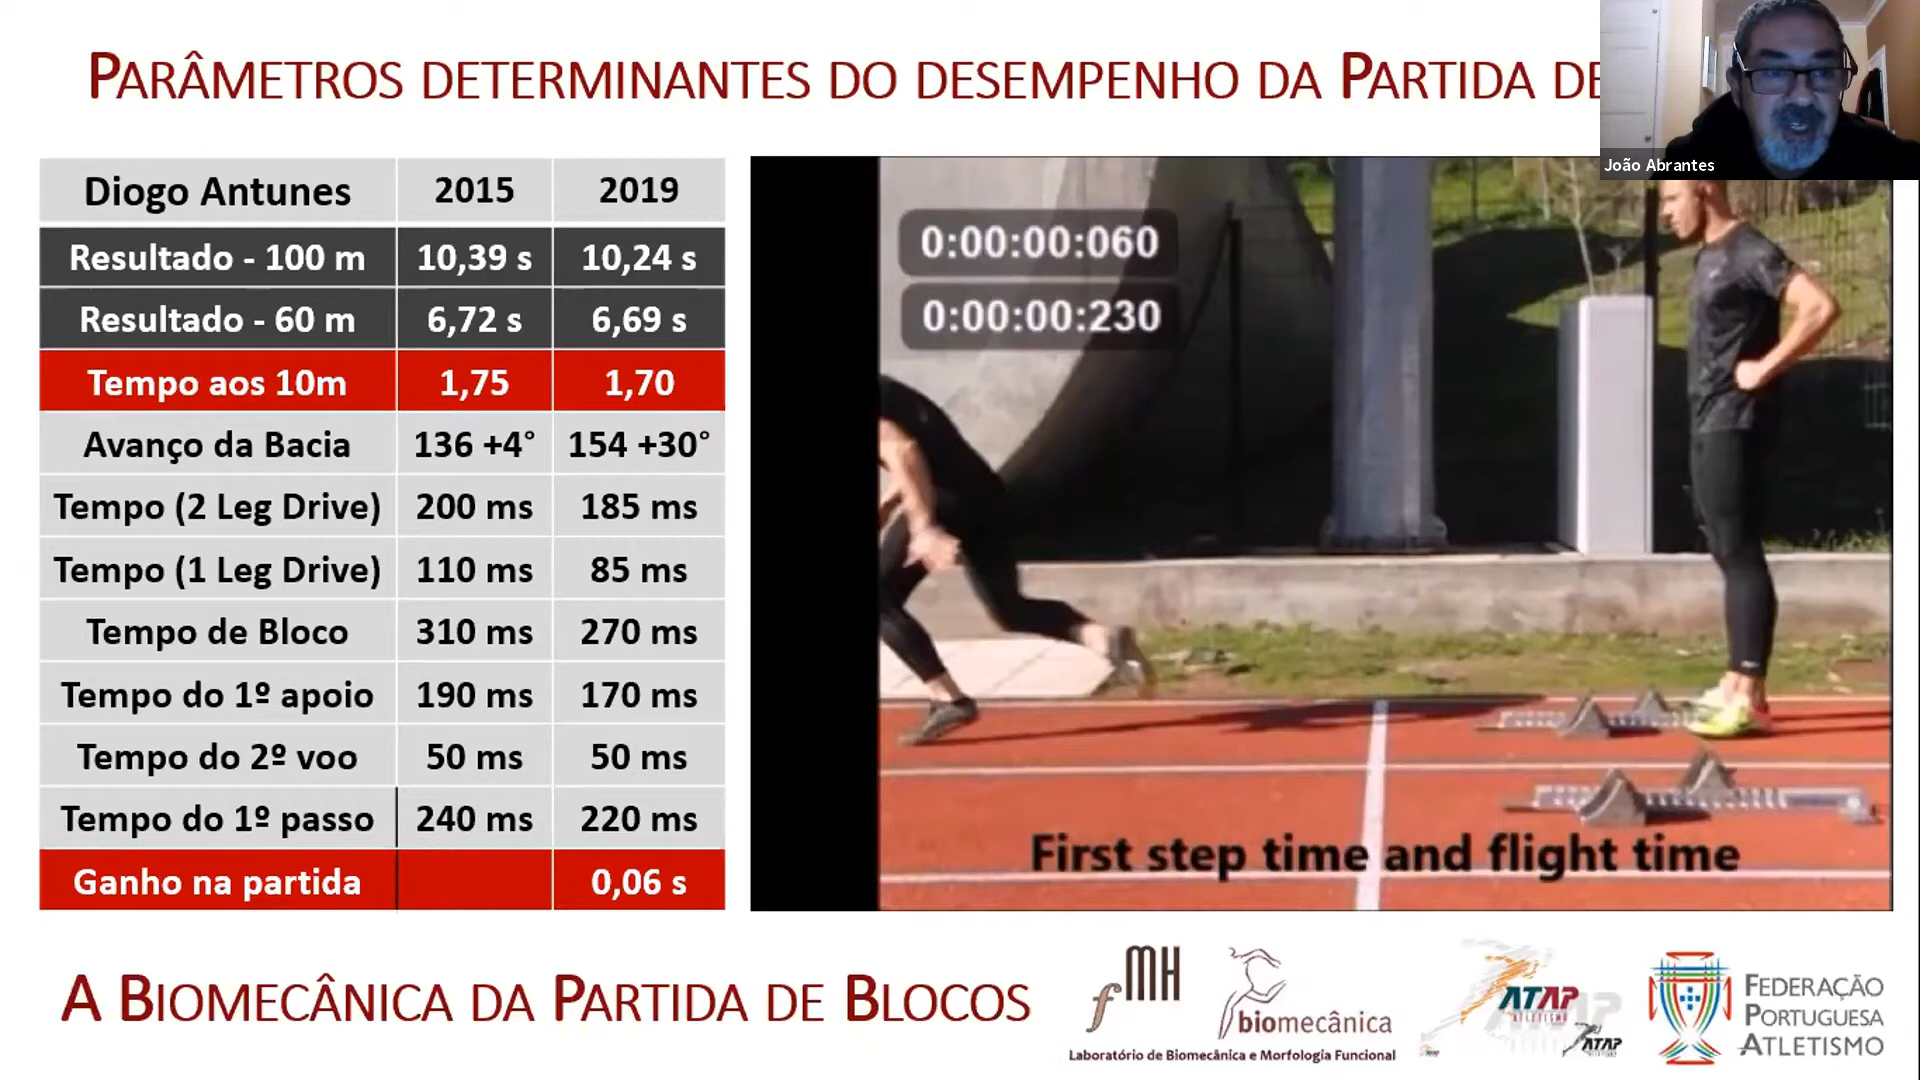 PARÂMETROS DETERMINANTES DO DESEMPENHO DA PARTIDA DE
João Abrantes
Diogo Antunes 2015 2019
Resultado - 100 m 10,39 s 10,24 s
Resultado - 60 m 6,72 s 6,69 s
Tempo aos 10m 1,75 1,70
Avanço da Bacia 136 +4° 154 +30°
Tempo (2 Leg Drive) 200 ms 185 ms
Tempo (1 Leg Drive) 110 ms 85 ms
Tempo de Bloco 310 ms 270 ms
Tempo do 1º apoio 190 ms 170 ms
Tempo do 2º voo 50 ms 50 ms
Tempo do 1º passo 240 ms 220 ms
Ganho na partida 0,06 s
0:00:00:060
0:00:00:230
First step time and flight time
A BIOMECÂNICA DA PARTIDA DE BLOCOS
fMH
biomecânica
Laboratório de Biomecânica e Morfologia Funcional
ATAP
ATLETISMO
ATAP
FEDERAÇÃO
PORTUGUESA
ATLETISMO